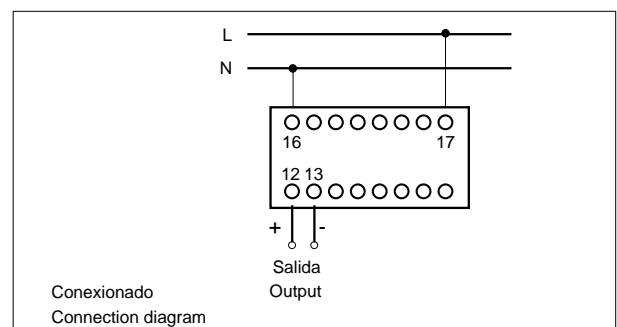 L
N
16 17
12 13
+ -
Salida
Output
Conexionado
Connection diagram